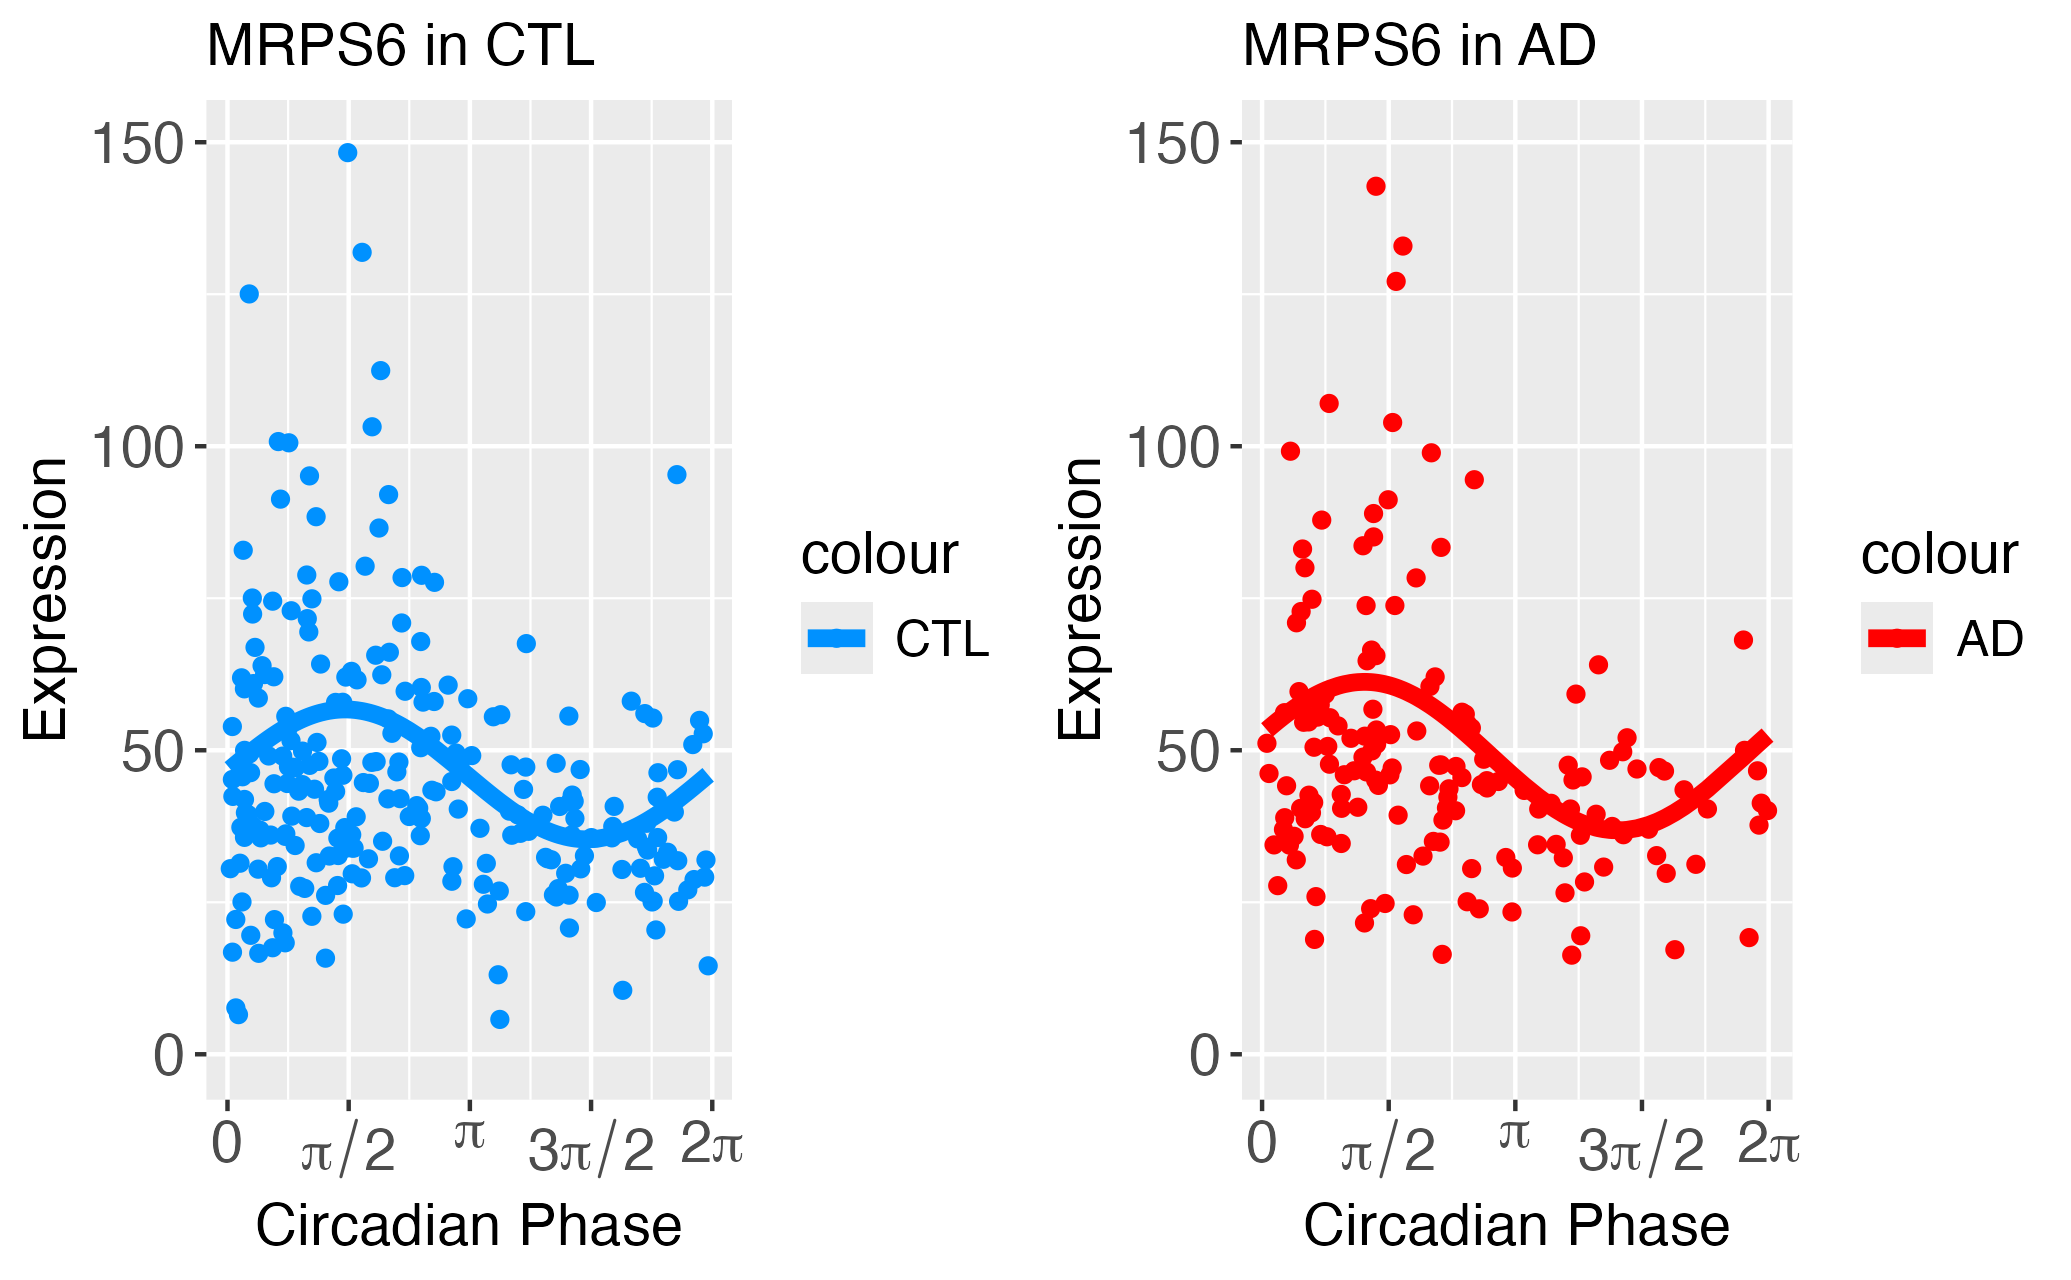 MRPS6 in CTL
150
100
50
0
Expression
0 π/2 π 3π/2 2π
Circadian Phase
colour
CTL
MRPS6 in AD
150
100
50
0
Expression
0 π/2 π 3π/2 2π
Circadian Phase
colour
AD